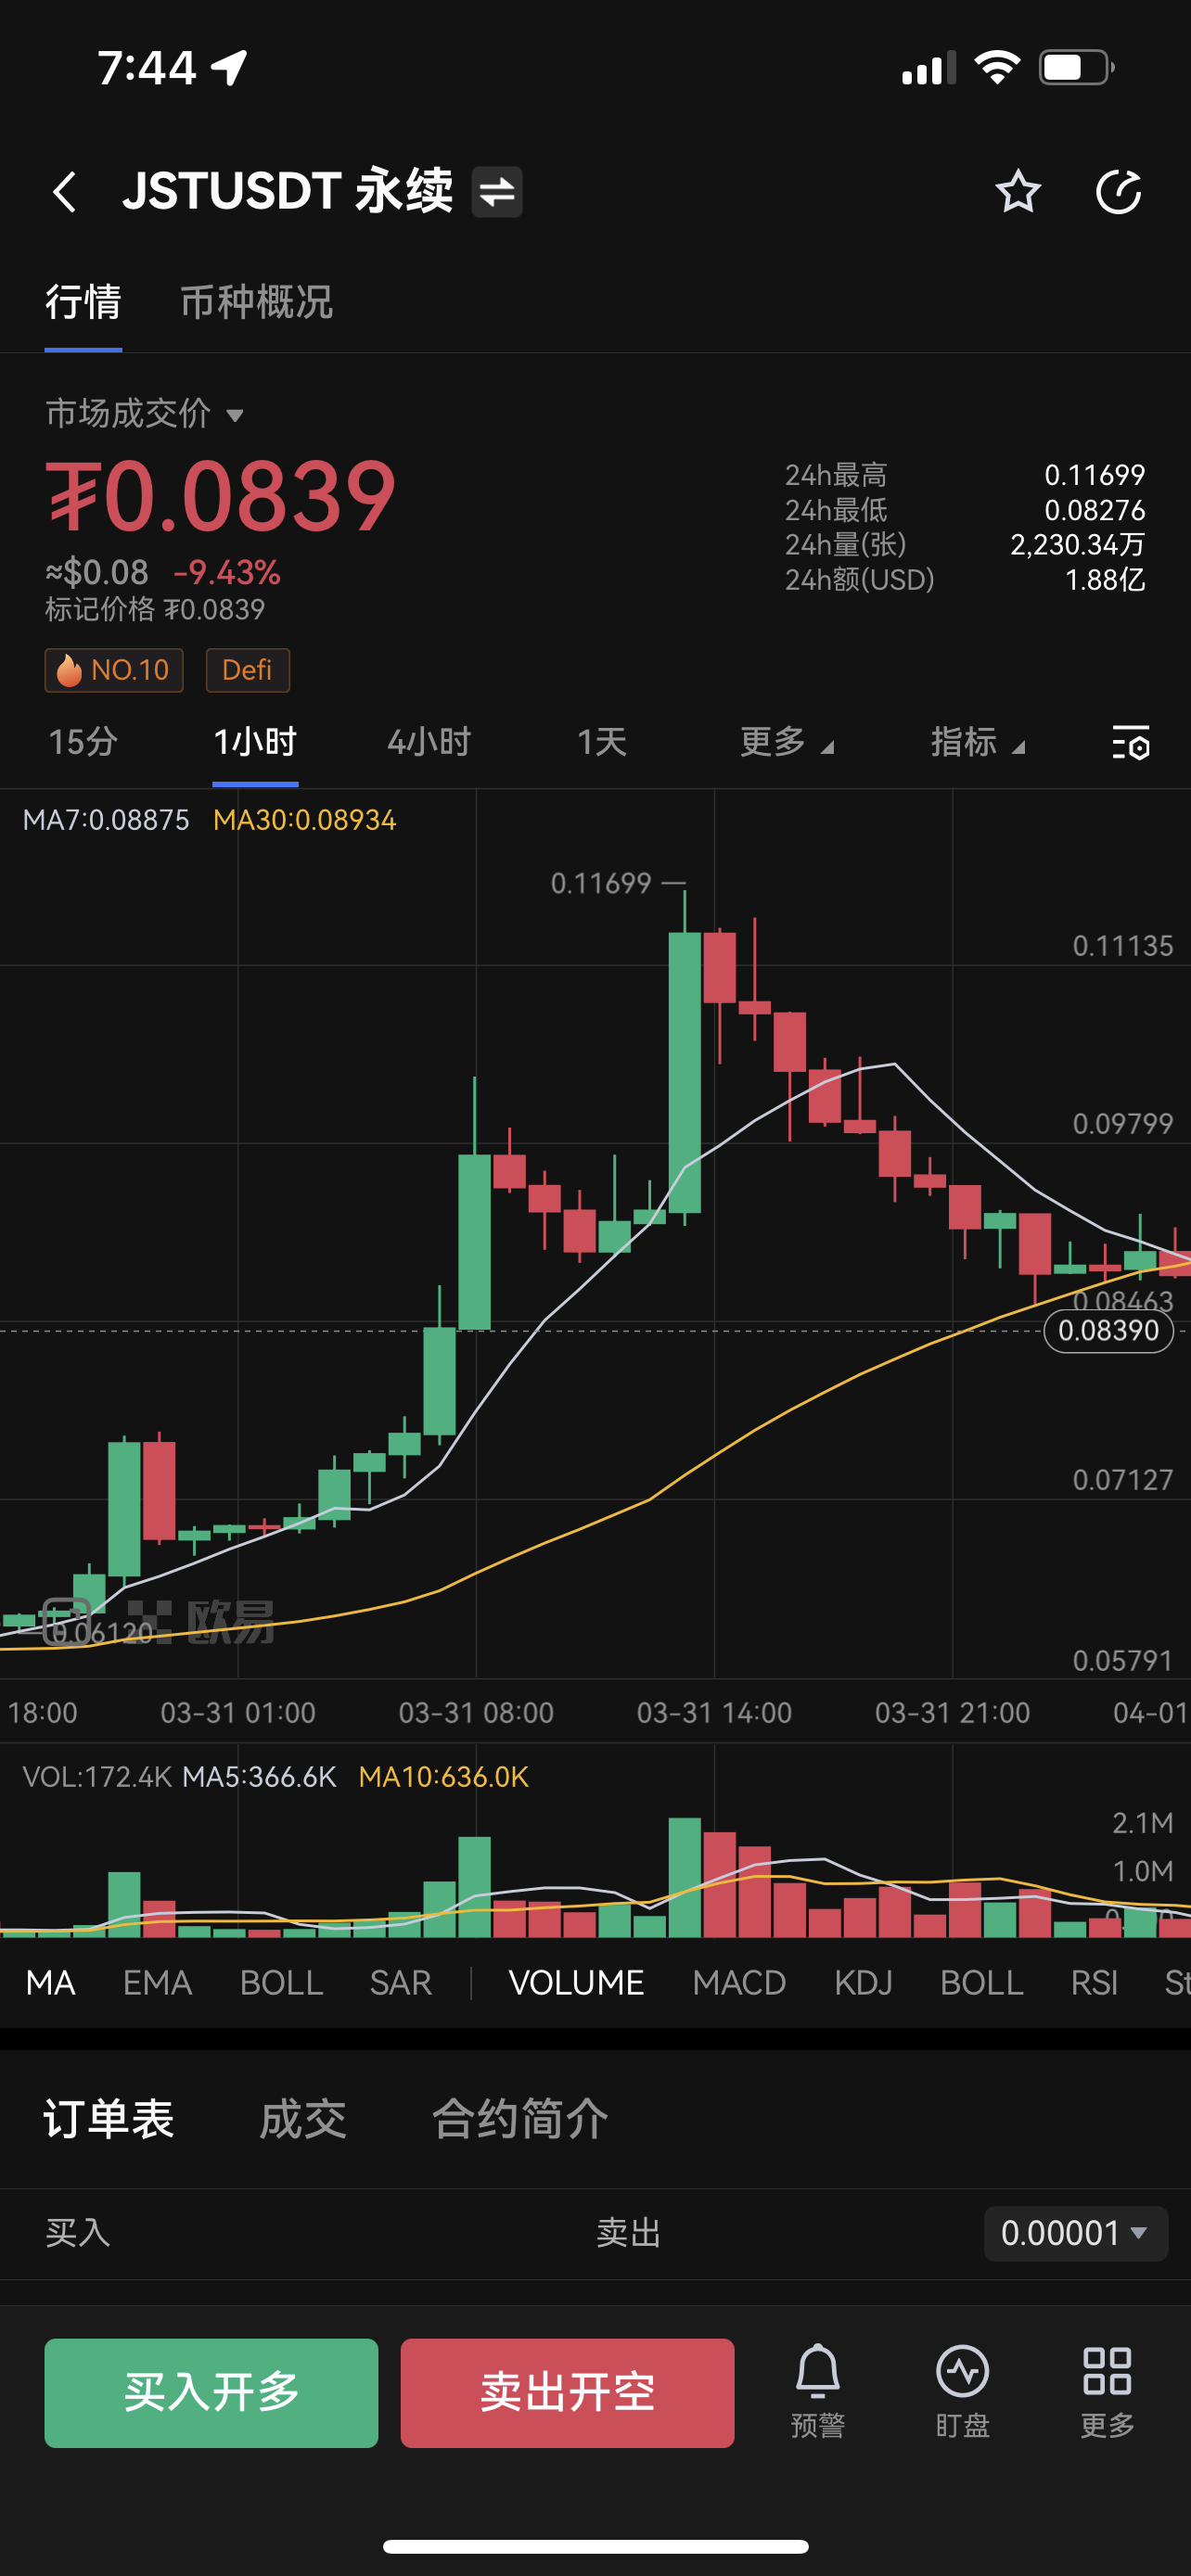 7:44
JSTUSDT 永续
行情 币种概况
市场成交价
₮0.0839
≈$0.08 -9.43%
标记价格 ₮0.0839
24h最高 0.11699
24h最低 0.08276
24h量(张) 2,230.34万
24h额(USD) 1.88亿
NO.10 Defi
15分 1小时 4小时 1天 更多 指标
MA7:0.08875 MA30:0.08934
0.11699
0.11135
0.09799
0.08463
0.08390
0.07127
0.06120
欧易
0.05791
18:00 03-31 01:00 03-31 08:00 03-31 14:00 03-31 21:00 04-01
VOL:172.4K MA5:366.6K MA10:636.0K
2.1M
1.0M
MA EMA BOLL SAR VOLUME MACD KDJ BOLL RSI St
订单表 成交 合约简介
买入 卖出 0.00001
买入开多 卖出开空 预警 盯盘 更多